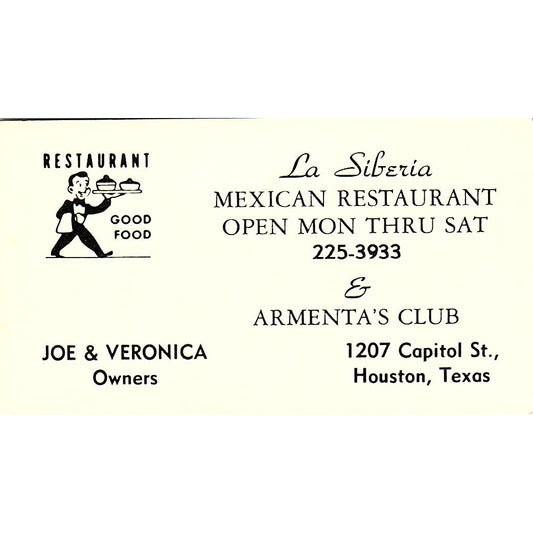 RESTAURANT
GOOD
FOOD
La Siberia
MEXICAN RESTAURANT
OPEN MON THRU SAT
225-3933
&
ARMENTA'S CLUB
JOE & VERONICA
Owners
1207 Capitol St.,
Houston, Texas